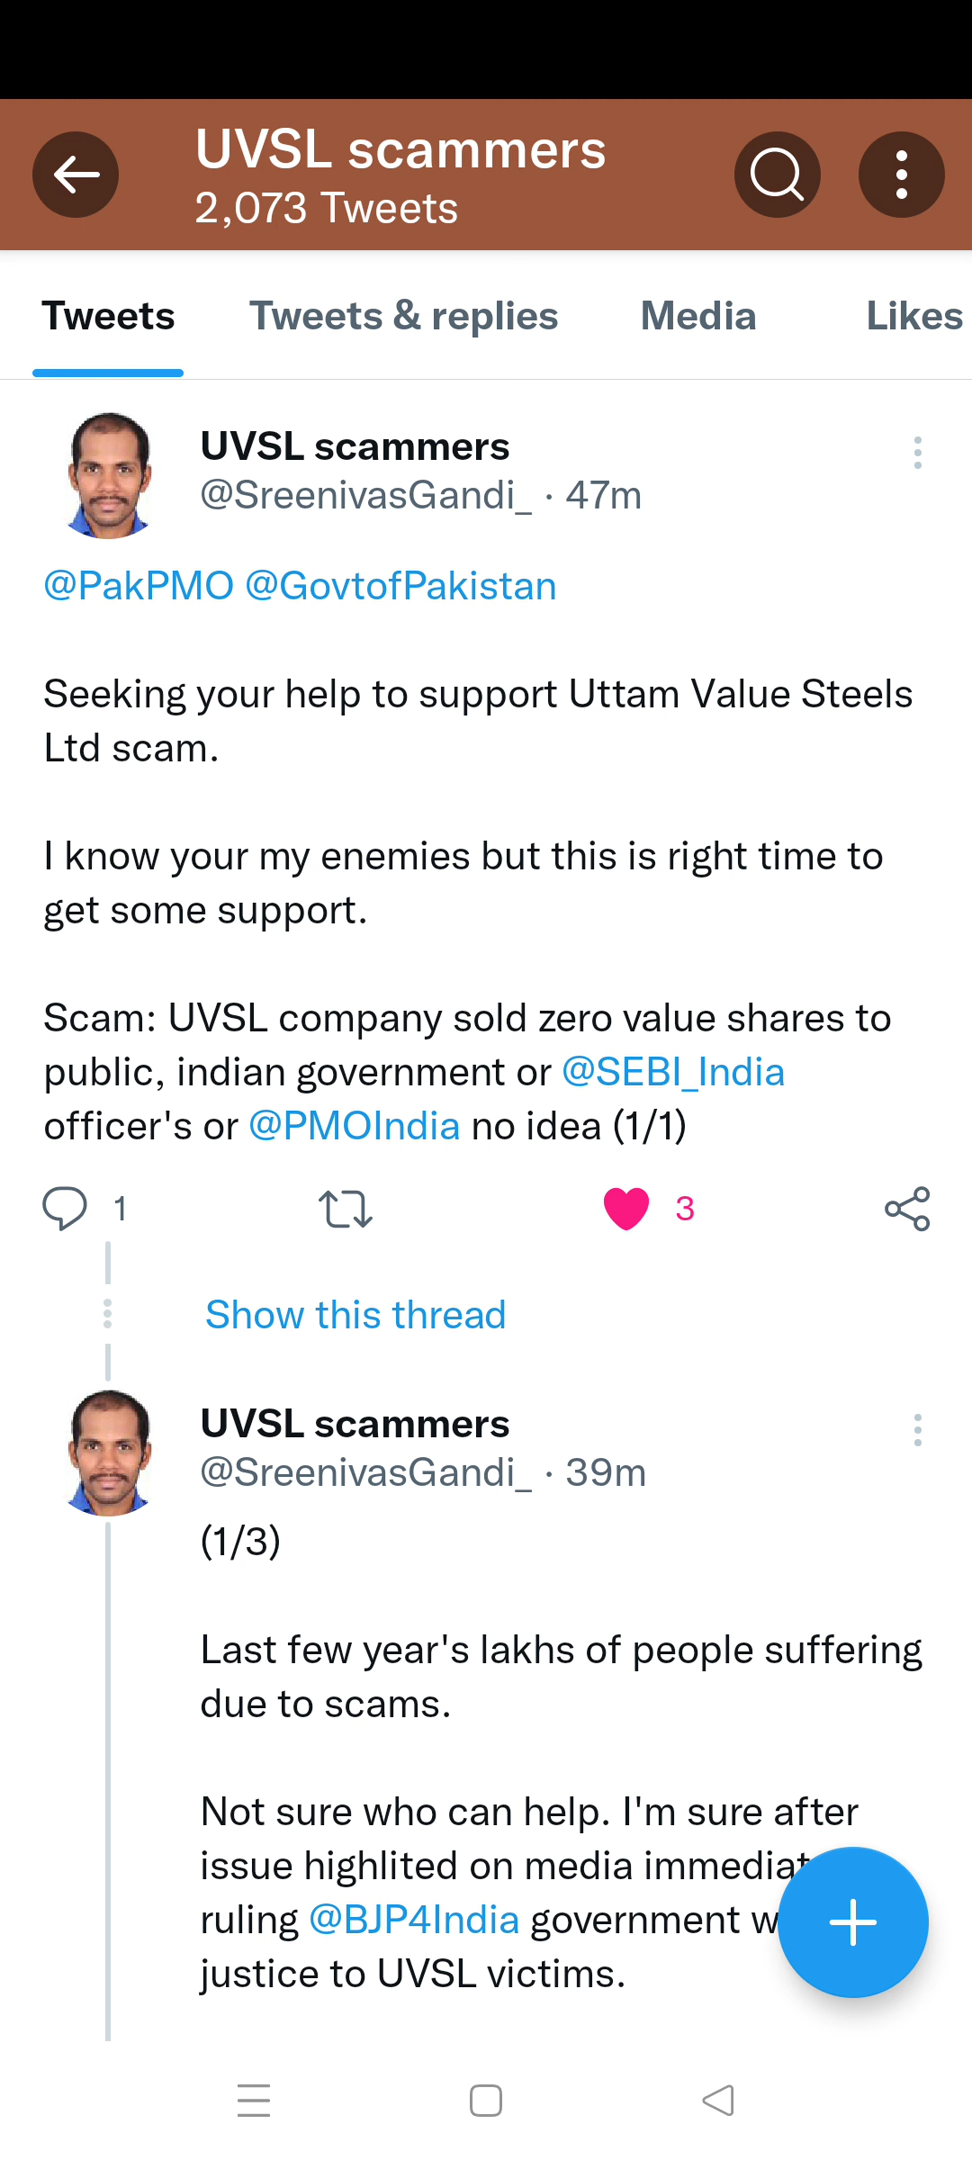 UVSL scammers
2,073 Tweets
Tweets Tweets & replies Media Likes
UVSL scammers
@SreenivasGandi_ · 47m
@PakPMO @GovtofPakistan
Seeking your help to support Uttam Value Steels
Ltd scam.
I know your my enemies but this is right time to
get some support.
Scam: UVSL company sold zero value shares to
public, indian government or @SEBI_India
officer's or @PMOIndia no idea (1/1)
1 3
Show this thread
UVSL scammers
@SreenivasGandi_ · 39m
(1/3)
Last few year's lakhs of people suffering
due to scams.
Not sure who can help. I'm sure after
issue highlited on media
ruling @BJP4India government
justice to UVSL victims.